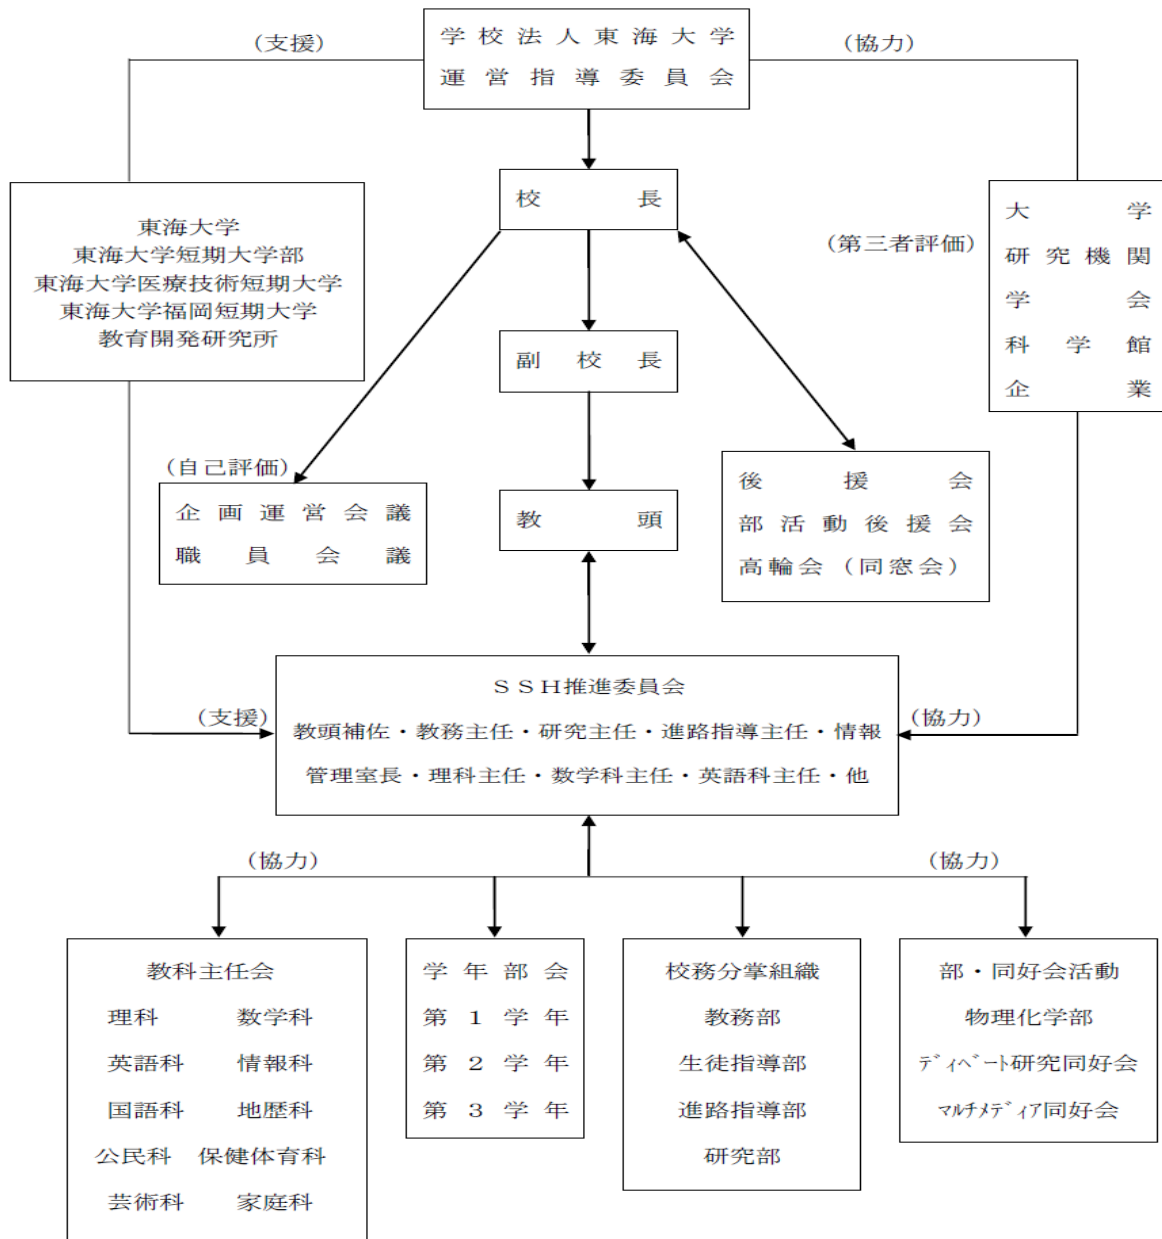 (支援)
学校法人東海大学
運営指導委員会
(協力)
校長
東海大学
東海大学短期大学部
東海大学医療技術短期大学
東海大学福岡短期大学
教育開発研究所
(第三者評価)
大学
研究機関
学会
科学館
企業
副校長
(自己評価)
企画運営会議
職員会議
教頭
後援会
部活動後援会
高輪会(同窓会)
(支援)
SSH推進委員会
教頭補佐・教務主任・研究主任・進路指導主任・情報
管理室長・理科主任・数学科主任・英語科主任・他
(協力)
(協力)
(協力)
教科主任会
理科 数学科
英語科 情報科
国語科 地歴科
公民科 保健体育科
芸術科 家庭科
学年部会
第1学年
第2学年
第3学年
校務分掌組織
教務部
生徒指導部
進路指導部
研究部
部・同好会活動
物理化学部
ディベート研究同好会
マルチメディア同好会